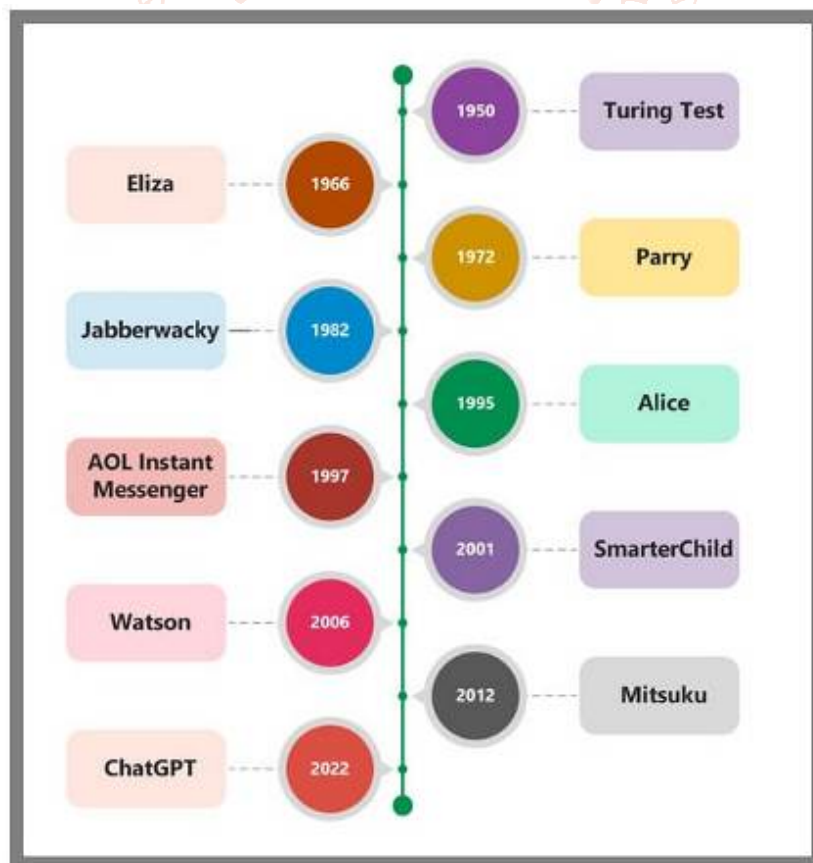 1950
Turing Test
Eliza
1966
1972
Parry
Jabberwacky
1982
1995
Alice
AOL Instant
Messenger
1997
2001
SmarterChild
Watson
2006
2012
Mitsuku
ChatGPT
2022